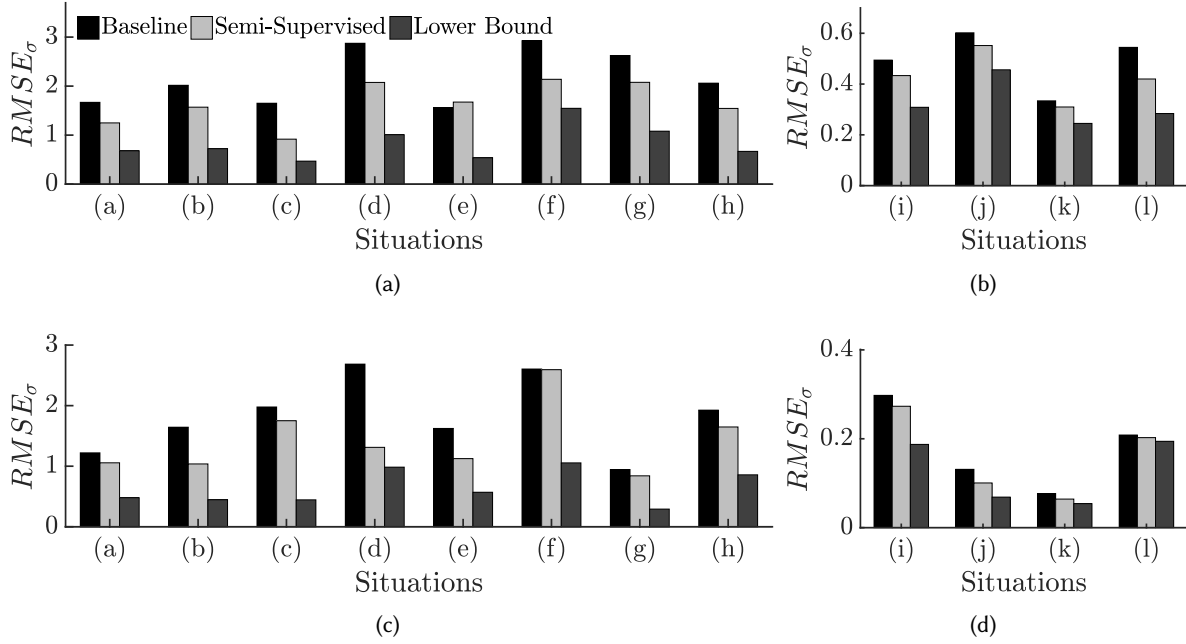 Baseline Semi-Supervised Lower Bound
RMSE_σ
3
2
1
0
(a) (b) (c) (d) (e) (f) (g) (h)
Situations
(a)
RMSE_σ
0.6
0.4
0.2
0
(i) (j) (k) (l)
Situations
(b)
RMSE_σ
3
2
1
0
(a) (b) (c) (d) (e) (f) (g) (h)
Situations
(c)
RMSE_σ
0.4
0.2
0
(i) (j) (k) (l)
Situations
(d)